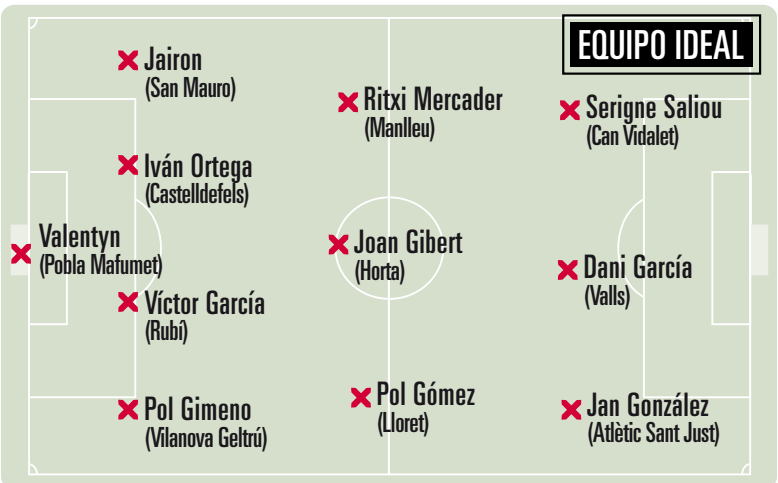 EQUIPO IDEAL
Jairon
(San Mauro)
Iván Ortega
(Castelldefels)
Valentyn
(Pobla Mafumet)
Víctor García
(Rubí)
Pol Gimeno
(Vilanova Geltrú)
Ritxi Mercader
(Manlleu)
Joan Gibert
(Horta)
Pol Gómez
(Lloret)
Serigne Saliou
(Can Vidalet)
Dani García
(Valls)
Jan González
(Atlètic Sant Just)